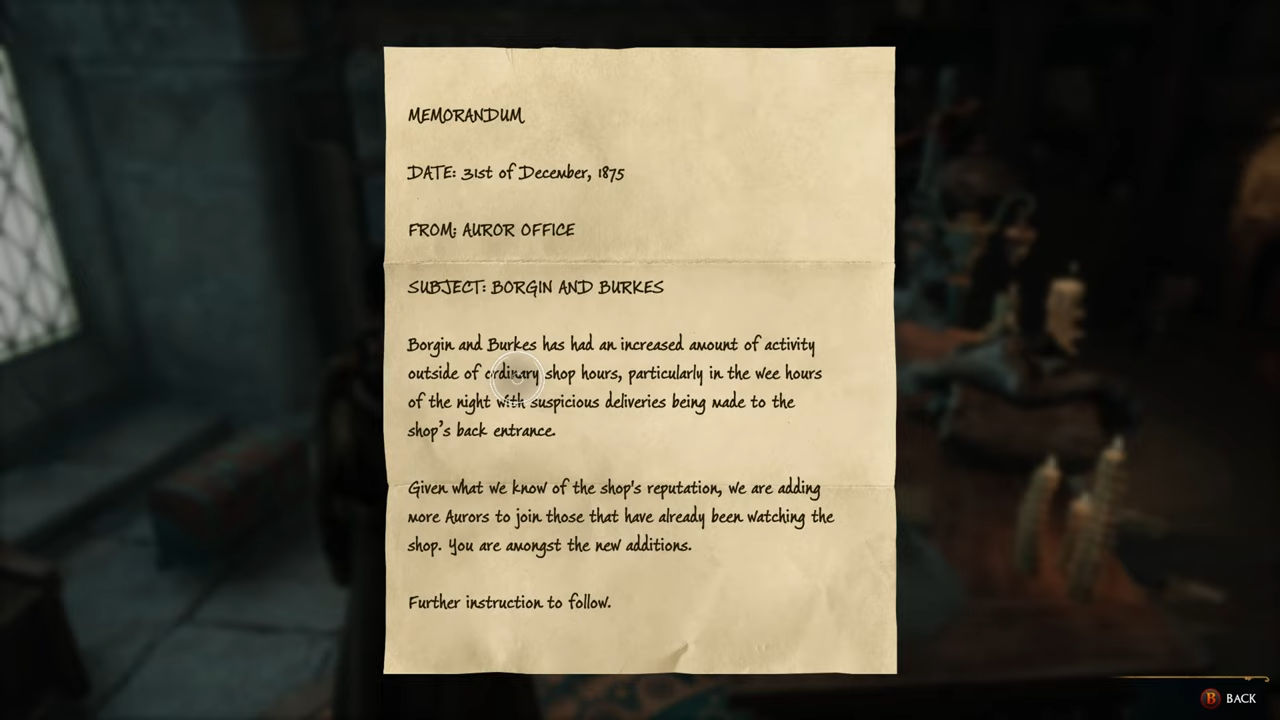 MEMORANDUM
DATE: 31st of December, 1875
FROM: AUROR OFFICE
SUBJECT: BORGIN AND BURKES
Borgin and Burkes has had an increased amount of activity
outside of ordinary shop hours, particularly in the wee hours
of the night with suspicious deliveries being made to the
shop's back entrance.
Given what we know of the shop's reputation, we are adding
more Aurors to join those that have already been watching the
shop. You are amongst the new additions.
Further instruction to follow.
B BACK